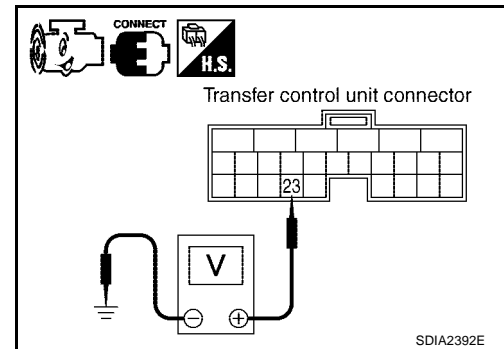 CONNECT
H.S.
Transfer control unit connector
23
V
− +
SDIA2392E